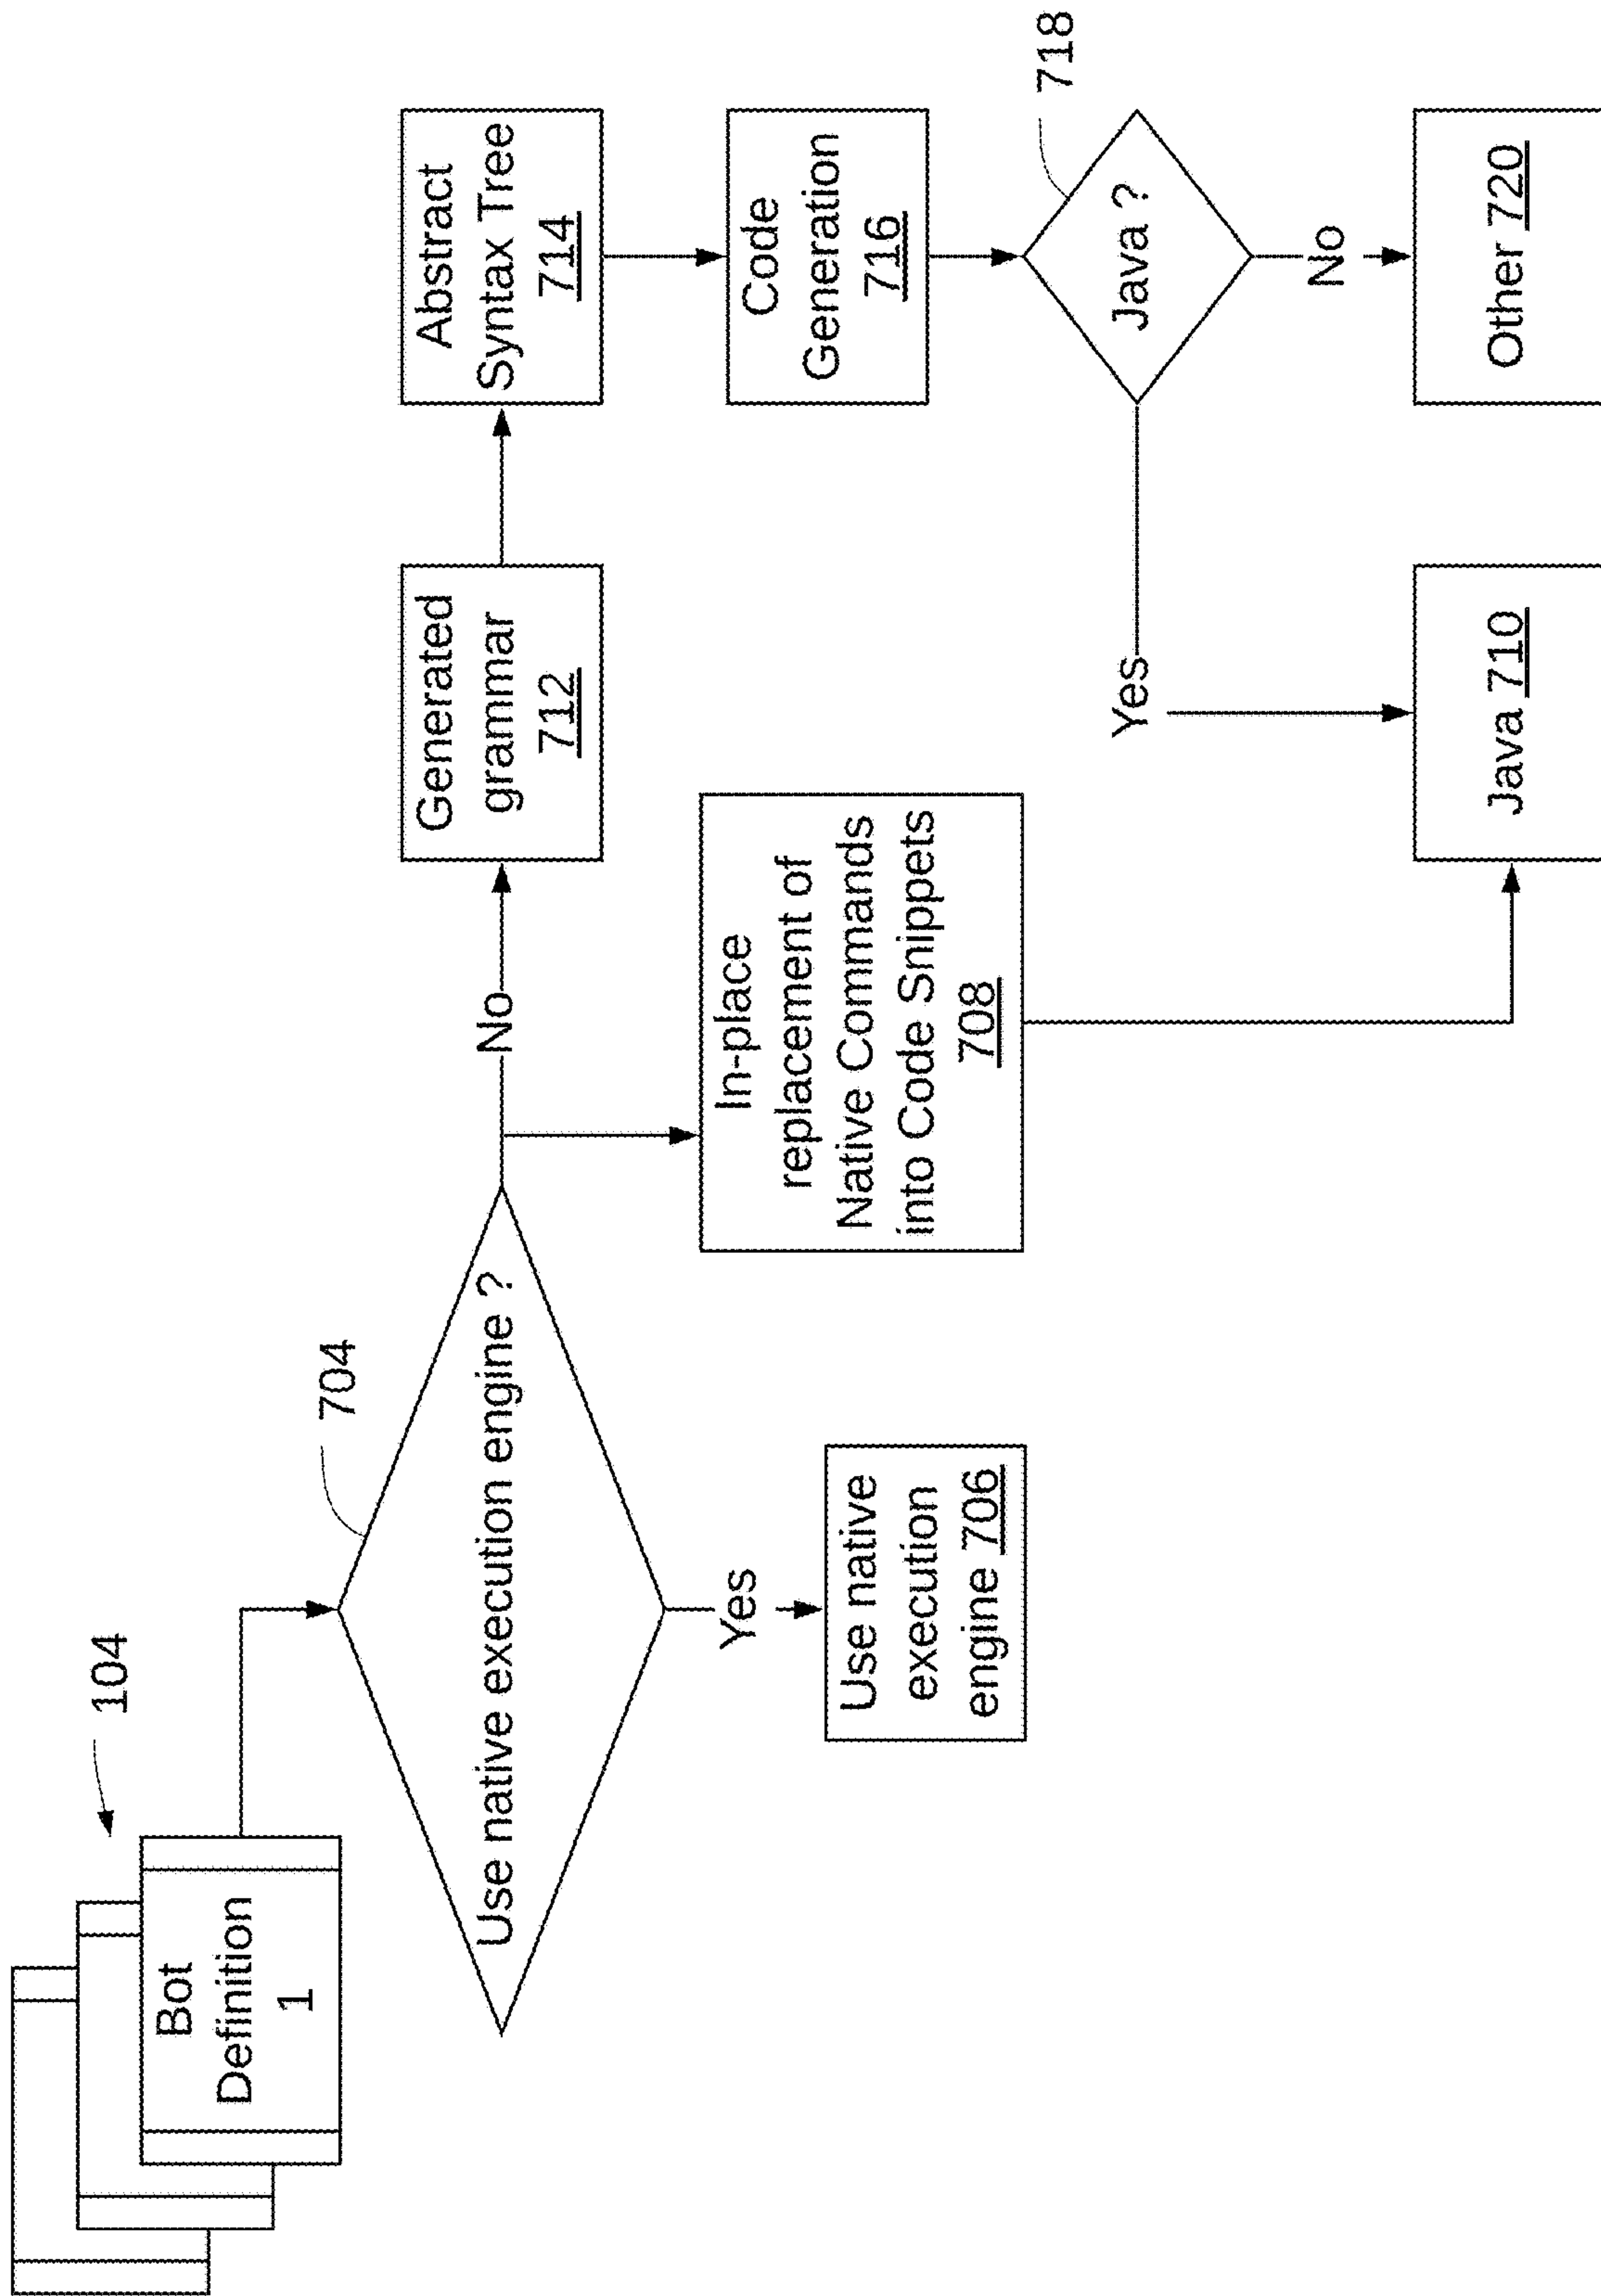 104
Bot
Definition
1
704
Use native execution engine ?
Yes
Use native
execution
engine 706
No
In-place
replacement of
Native Commands
into Code Snippets
708
Generated
grammar
712
Abstract
Syntax Tree
714
Code
Generation
716
718
Java ?
Yes
No
Java 710
Other 720